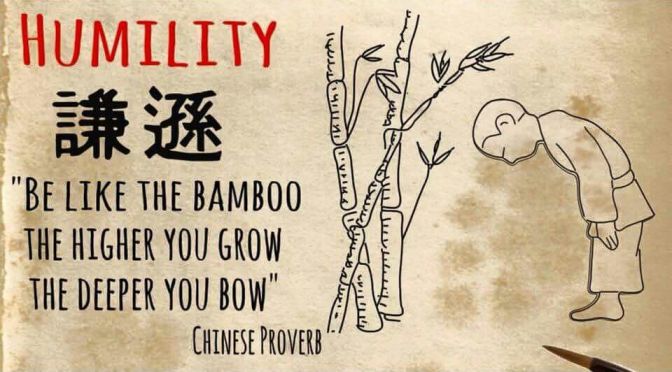 HUMILITY
謙遜
"BE LIKE THE BAMBOO
THE HIGHER YOU GROW
THE DEEPER YOU BOW"
CHINESE PROVERB